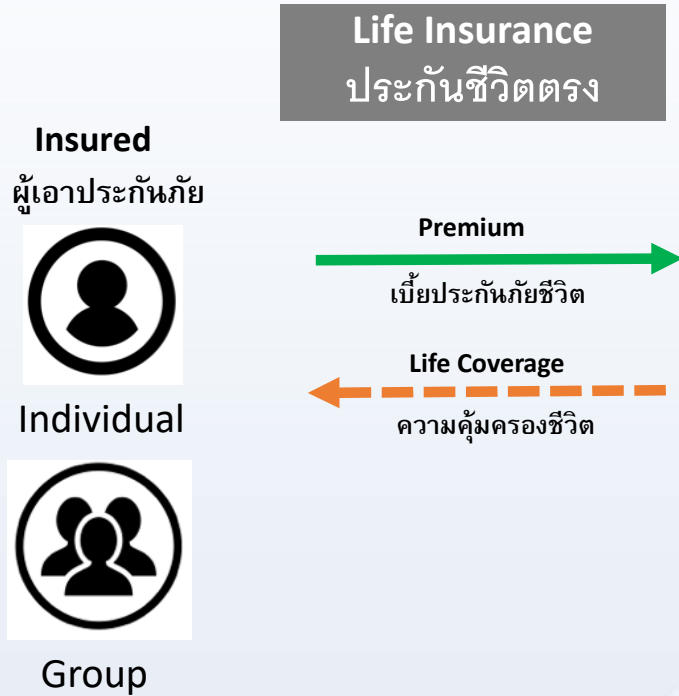 Life Insurance
ประกันชีวิตตรง
Insured
ผู้เอาประกันภัย
Premium
เบี้ยประกันภัยชีวิต
Life Coverage
ความคุ้มครองชีวิต
Individual
Group